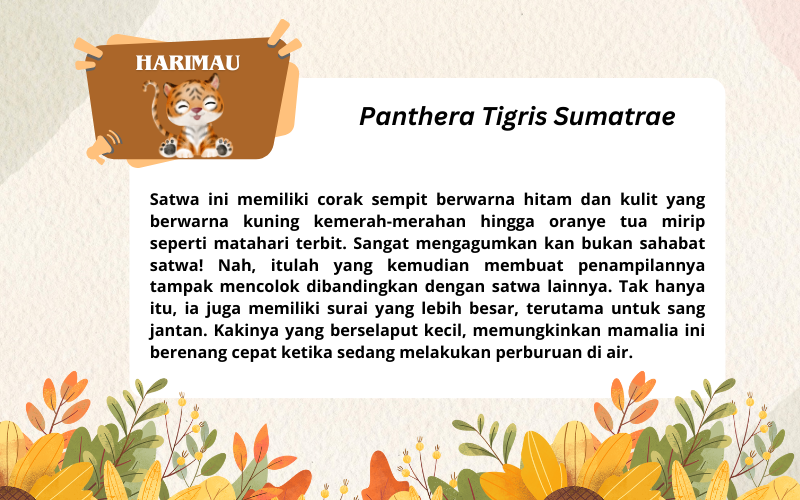 HARIMAU
Panthera Tigris Sumatrae
Satwa ini memiliki corak sempit berwarna hitam dan kulit yang
berwarna kuning kemerah-merahan hingga oranye tua mirip
seperti matahari terbit. Sangat mengagumkan kan bukan sahabat
satwa! Nah, itulah yang kemudian membuat penampilannya
tampak mencolok dibandingkan dengan satwa lainnya. Tak hanya
itu, ia juga memiliki surai yang lebih besar, terutama untuk sang
jantan. Kakinya yang berselaput kecil, memungkinkan mamalia ini
berenang cepat ketika sedang melakukan perburuan di air.